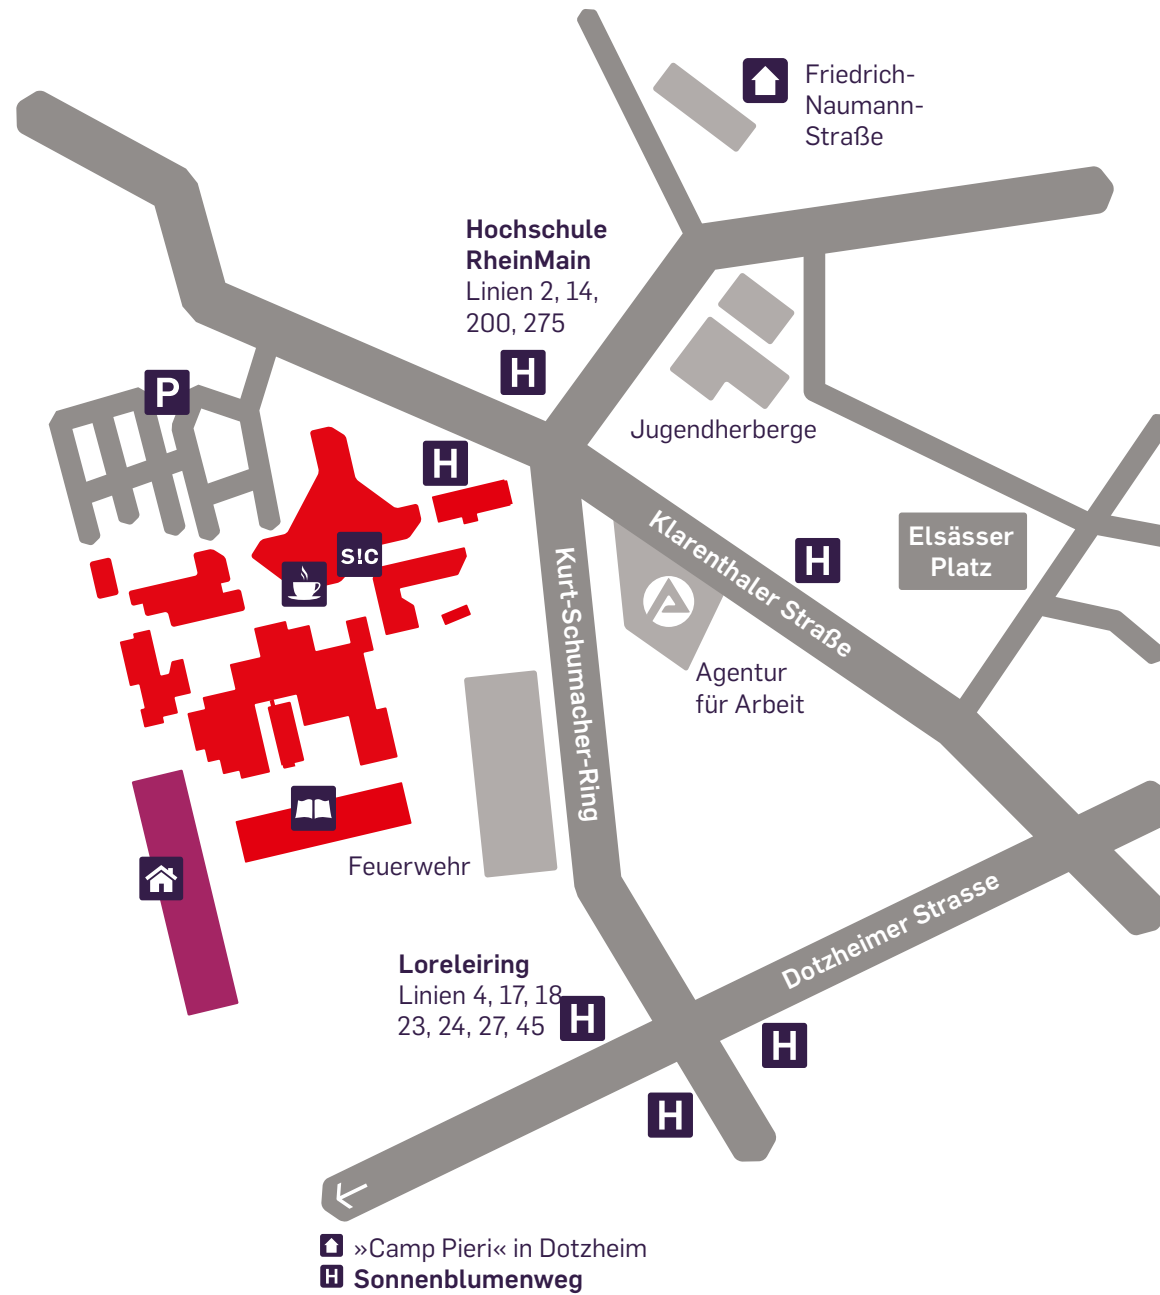 Friedrich-
Naumann-
Straße
Hochschule
RheinMain
Linien 2, 14,
200, 275
H
P
H
Jugendherberge
S!C
Klarenthaler Straße
H
Elsässer
Platz
Kurt-Schumacher-Ring
Agentur
für Arbeit
Feuerwehr
Dotzheimer Strasse
Loreleiring
Linien 4, 17, 18
23, 24, 27, 45
H
H
H
»Camp Pieri« in Dotzheim
H Sonnenblumenweg